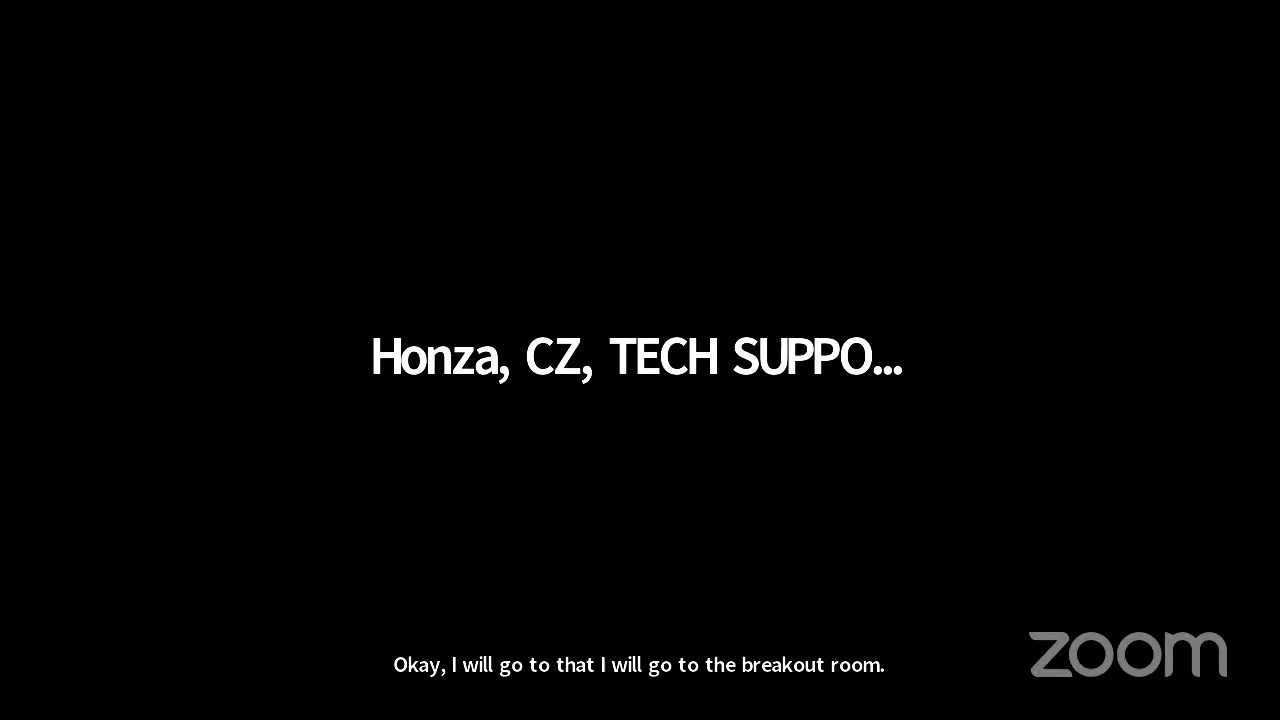 Honza, CZ, TECH SUPPO...
Okay, I will go to that I will go to the breakout room.
zoom